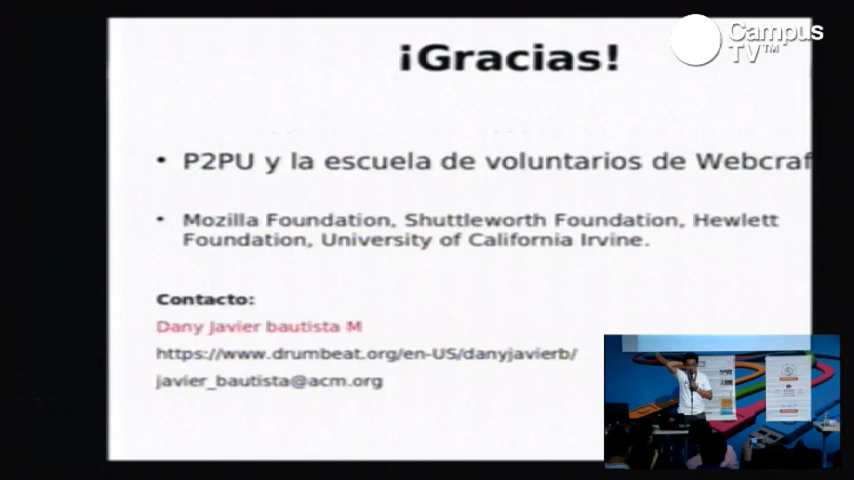 Campus
TV™
¡Gracias!
• P2PU y la escuela de voluntarios de Webcraf
• Mozilla Foundation, Shuttleworth Foundation, Hewlett
Foundation, University of California Irvine.
Contacto:
Dany Javier bautista M
https://www.drumbeat.org/en-US/danyjavierb/
javier_bautista@acm.org